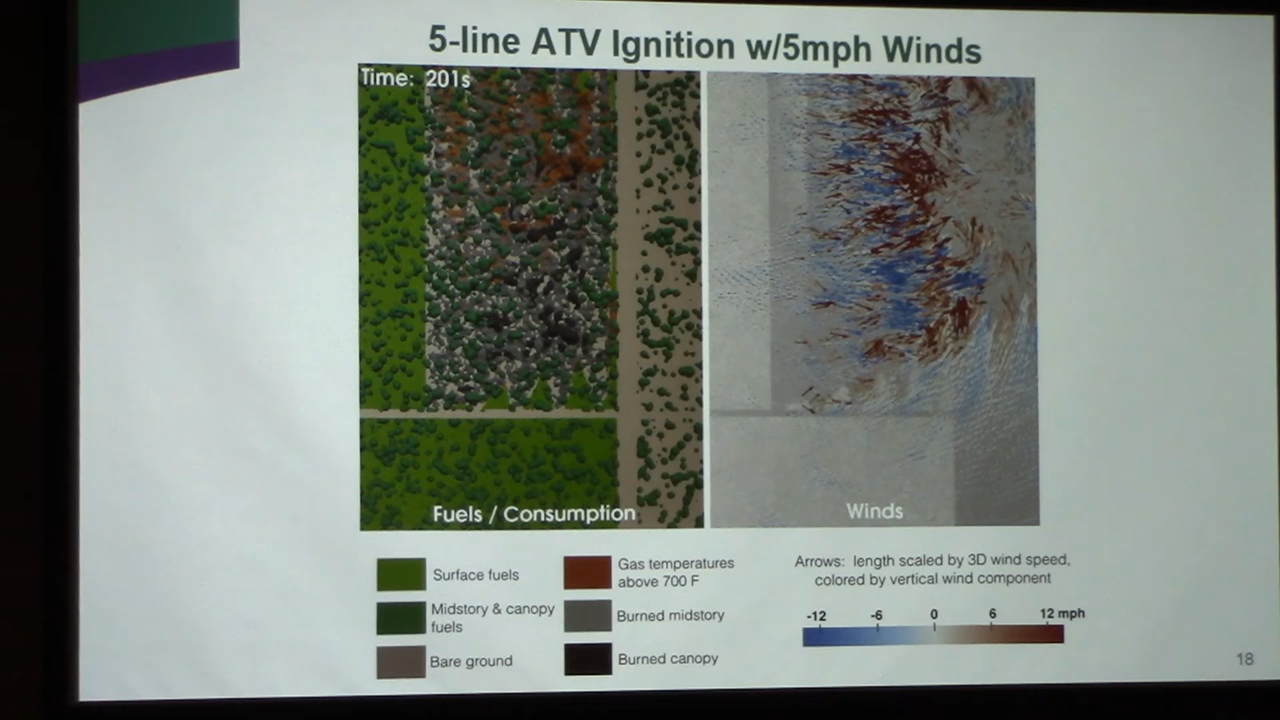 5-line ATV Ignition w/5mph Winds
Time: 201s
Fuels / Consumption
Winds
Surface fuels
Midstory & canopy
fuels
Bare ground
Gas temperatures
above 700 F
Burned midstory
Burned canopy
Arrows: length scaled by 3D wind speed,
colored by vertical wind component
-12 -6 0 6 12 mph
18